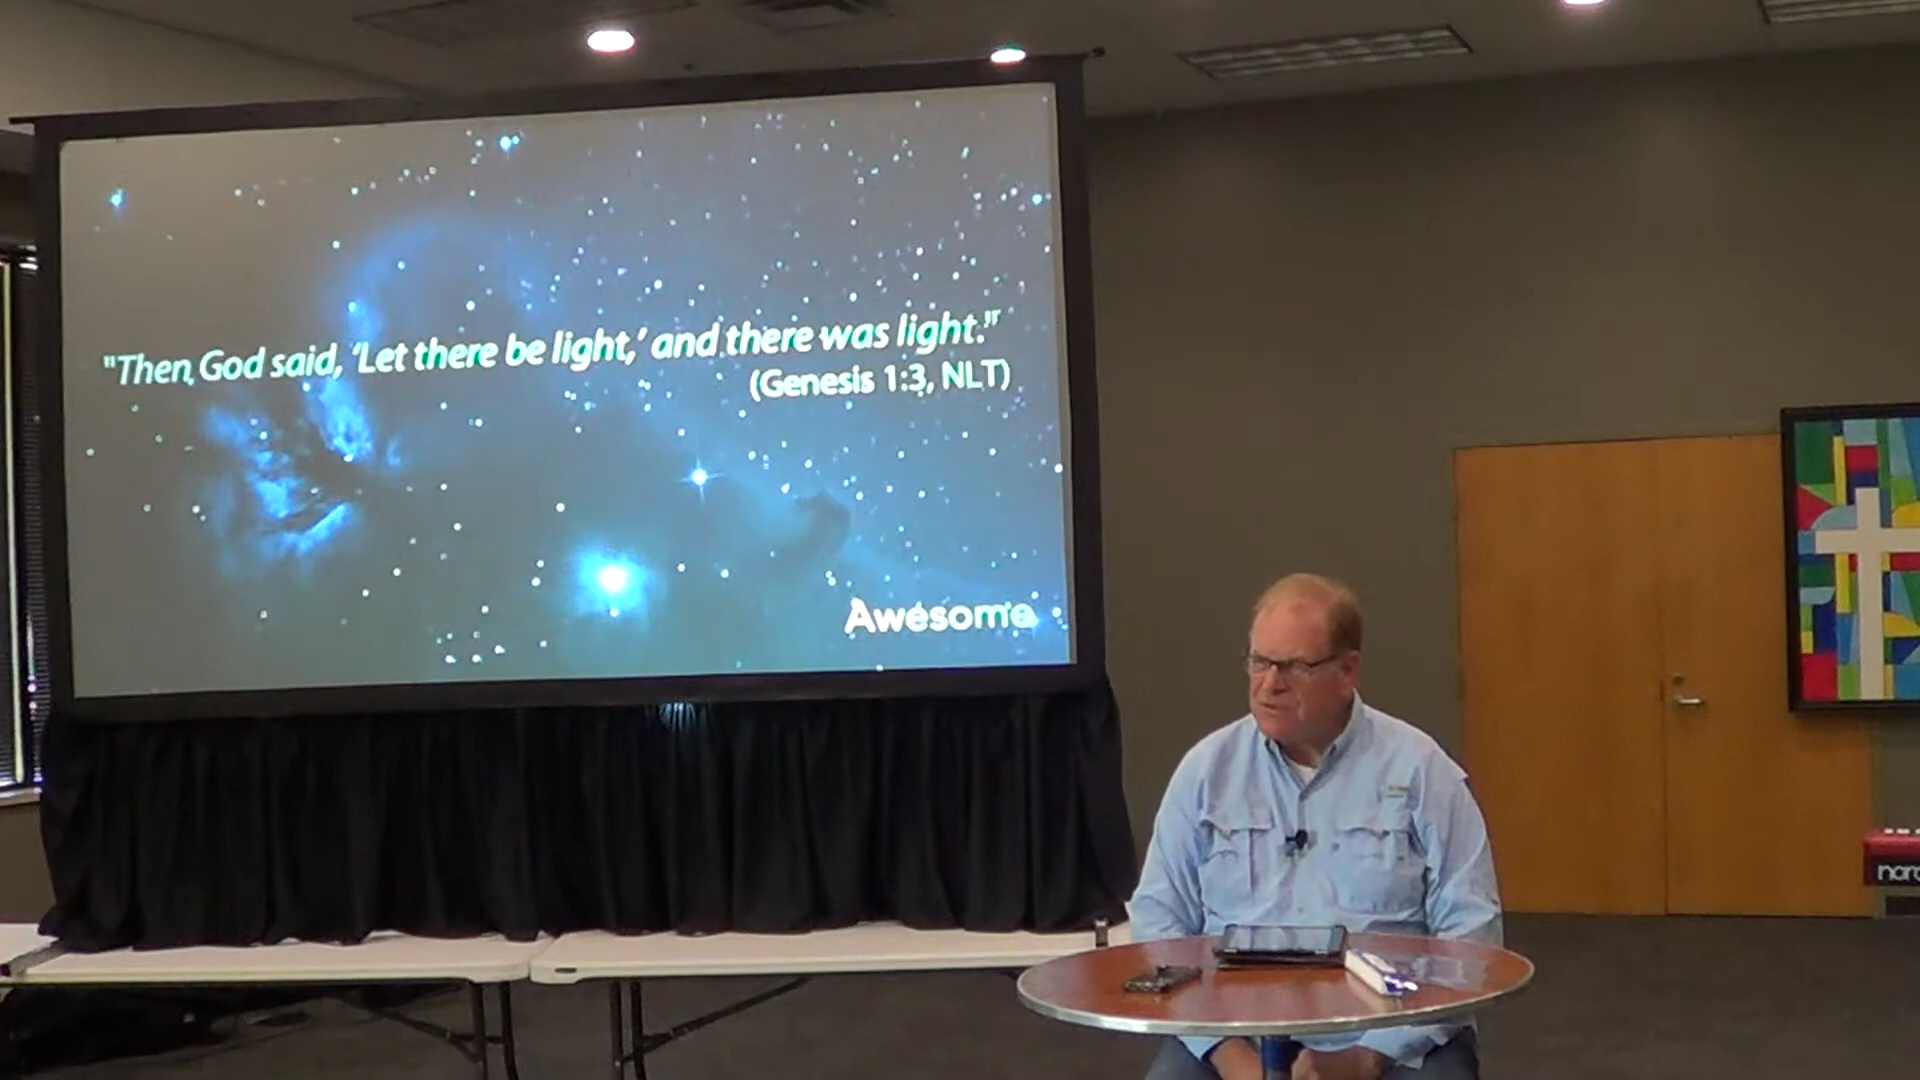 "Then God said, 'Let there be light,' and there was light."
(Genesis 1:3, NLT)
Awesome
nord